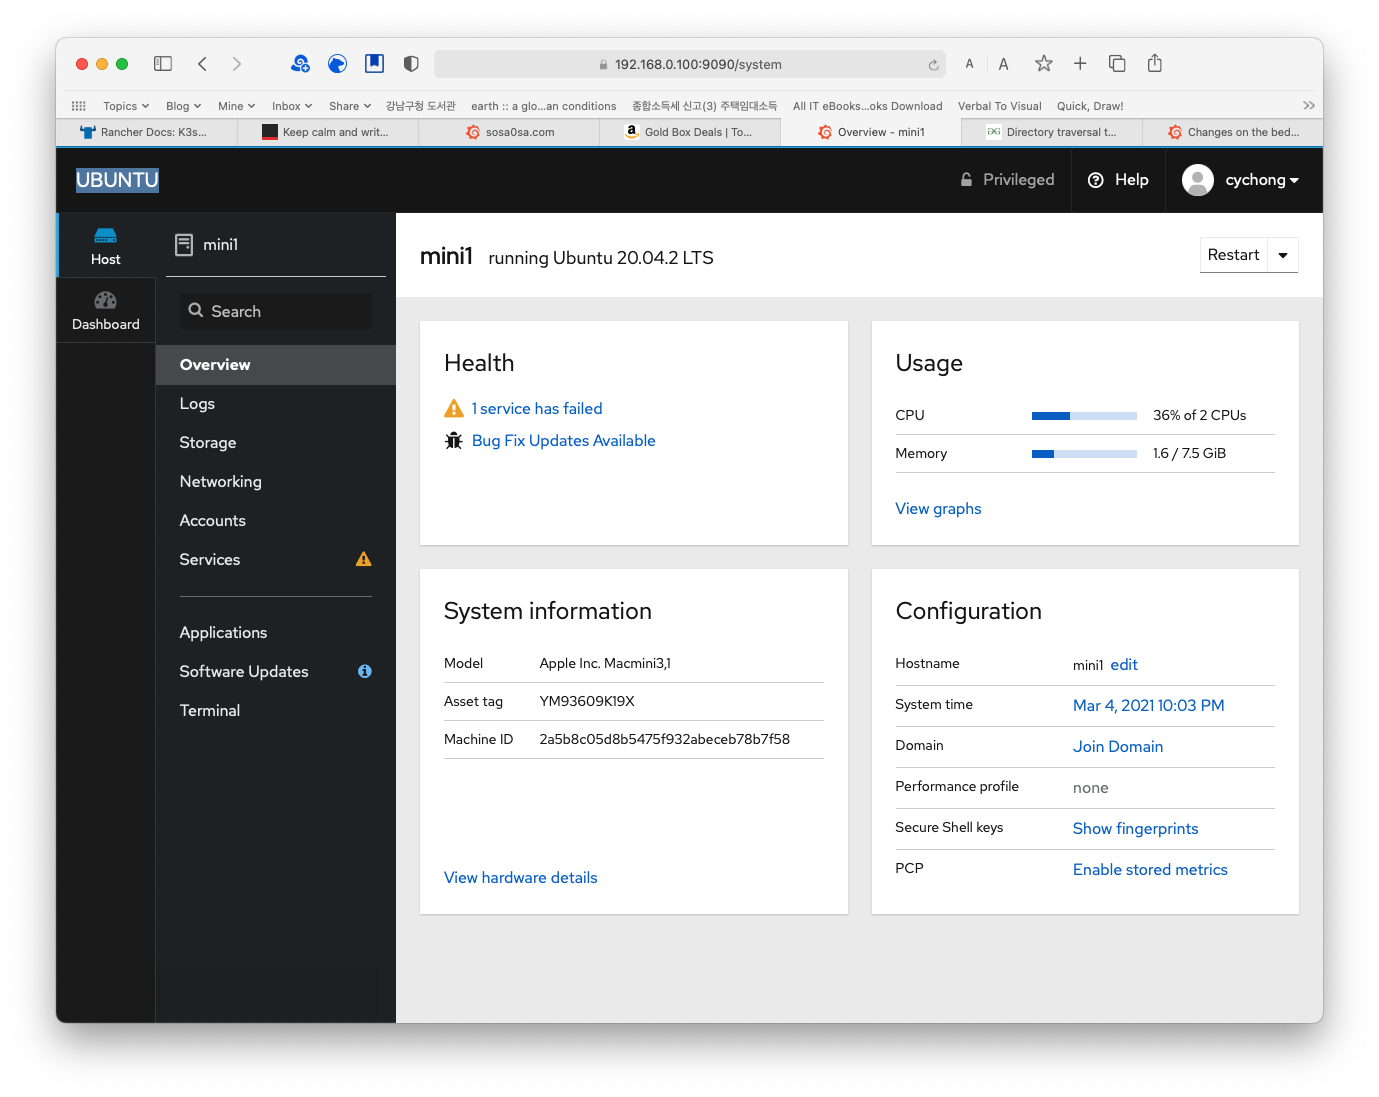 192.168.0.100:9090/system
A A
Topics Blog Mine Inbox Share 강남구청 도서관 earth :: a glo...an conditions 종합소득세 신고(3) 주택임대소득 All IT eBooks...oks Download Verbal To Visual Quick, Draw!
Rancher Docs: K3s... Keep calm and writ... sosa0sa.com Gold Box Deals | To... Overview - mini1 Directory traversal t... Changes on the bed...
UBUNTU
Privileged
Help
cychong
Host
Dashboard
mini1
Search
Overview
Logs
Storage
Networking
Accounts
Services
Applications
Software Updates
Terminal
mini1 running Ubuntu 20.04.2 LTS
Restart
Health
1 service has failed
Bug Fix Updates Available
Usage
CPU 36% of 2 CPUs
Memory 1.6 / 7.5 GiB
View graphs
System information
Model Apple Inc. Macmini3,1
Asset tag YM93609K19X
Machine ID 2a5b8c05d8b5475f932abeceb78b7f58
View hardware details
Configuration
Hostname mini1 edit
System time Mar 4, 2021 10:03 PM
Domain Join Domain
Performance profile none
Secure Shell keys Show fingerprints
PCP Enable stored metrics